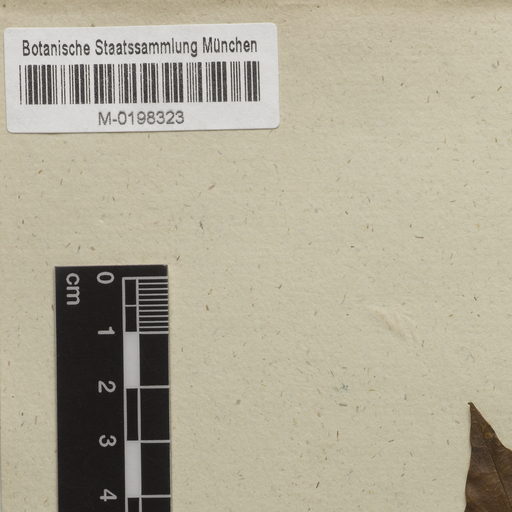 Botanische Staatssammlung München
M-0198323
cm
0
1
2
3
4